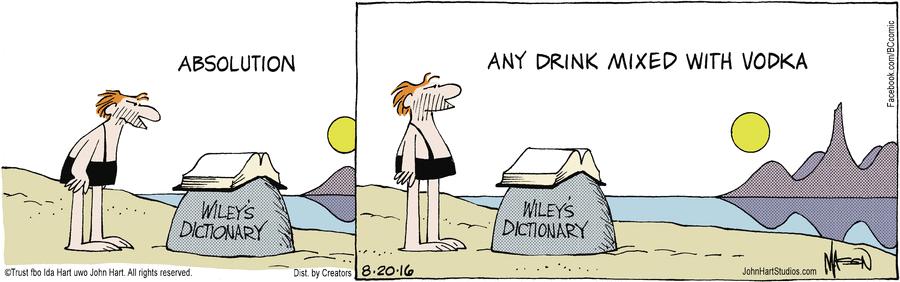 ABSOLUTION
WILEY'S
DICTIONARY
©Trust fbo Ida Hart uwo John Hart. All rights reserved.
Dist. by Creators
ANY DRINK MIXED WITH VODKA
WILEY'S
DICTIONARY
8·20·16
JohnHartStudios.com
MASON
Facebook.com/BCcomic